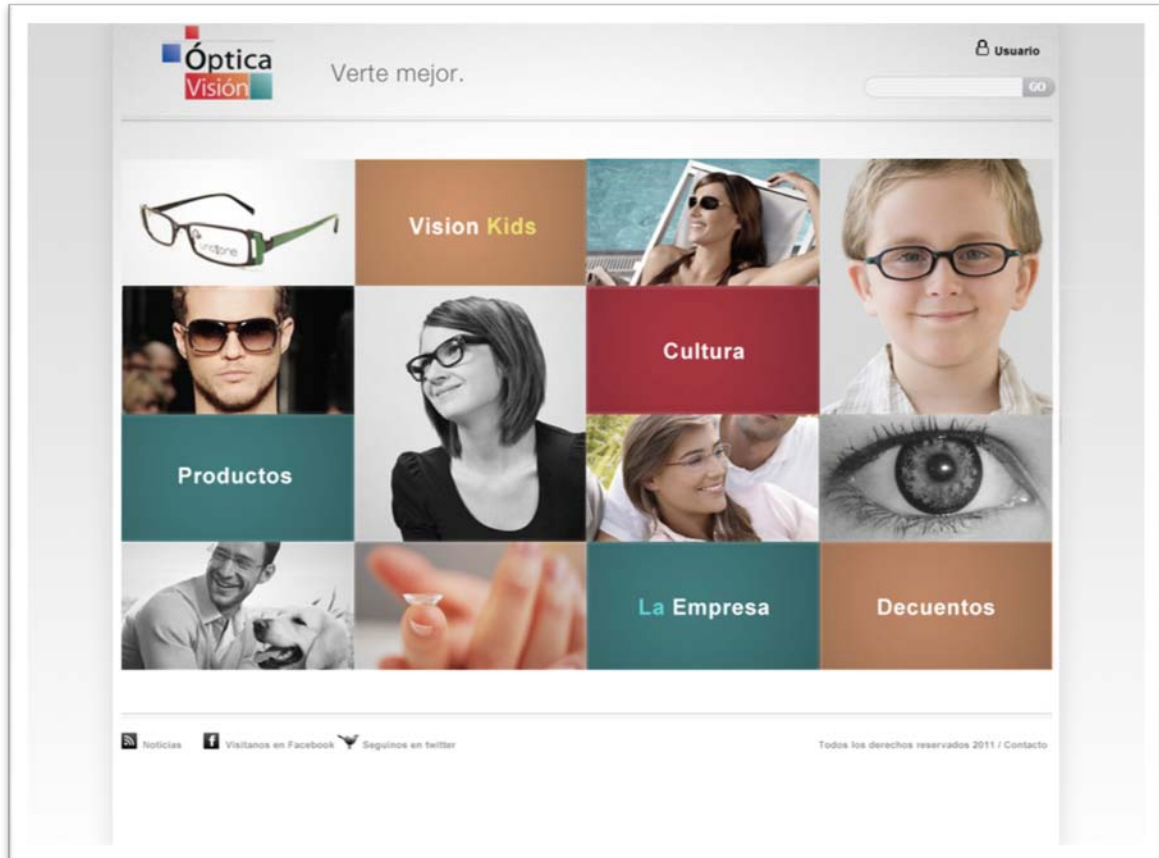 Óptica
Visión
Verte mejor.
Usuario
GO
Vision Kids
Cultura
Productos
La Empresa
Decuentos
Noticias
Visitanos en Facebook
Seguinos en twitter
Todos los derechos reservados 2011 / Contacto